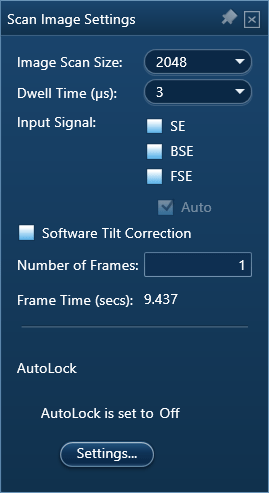 Scan Image Settings
Image Scan Size: 2048
Dwell Time (µs): 3
Input Signal: SE
BSE
FSE
Auto
Software Tilt Correction
Number of Frames: 1
Frame Time (secs): 9.437
AutoLock
AutoLock is set to Off
Settings...